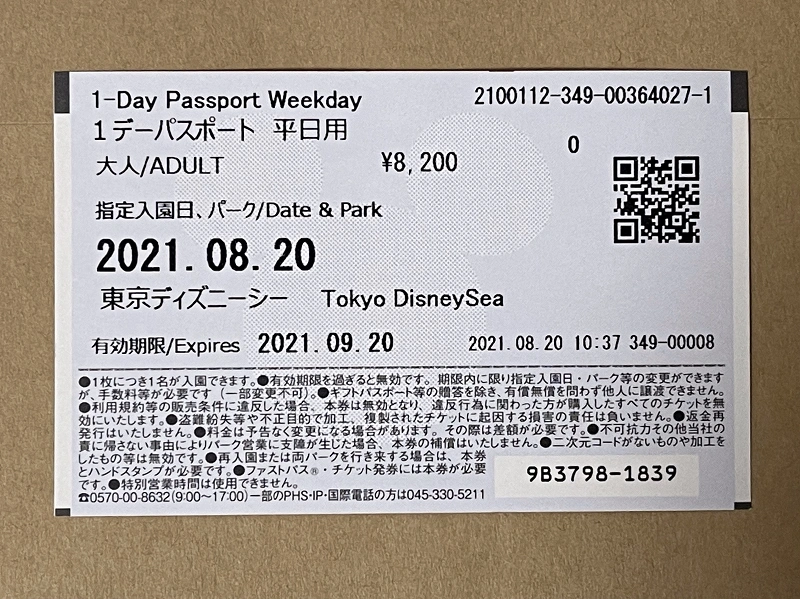 1-Day Passport Weekday
2100112-349-00364027-1
1デーパスポート 平日用
大人/ADULT ¥8,200
0
指定入園日、パーク/Date & Park
2021.08.20
東京ディズニーシー Tokyo DisneySea
有効期限/Expires 2021.09.20
2021.08.20 10:37 349-00008
●1枚につき1名が入園できます。●有効期限を過ぎると無効です。期間内に限り指定入園日・パーク等の変更ができます
が、手数料等が必要です(一部変更不可)。●ギフトパスポート等の贈答を除き、有償無償を問わず他人に譲渡できません。
●利用規約等の販売条件に違反した場合、本券は無効となり、違反行為に関わった方が購入したすべてのチケットを無
効にいたします。●盗難紛失等や不正目的で加工、複製されたチケットに起因する損害の責任は負いません。●返金再
発行はいたしません。●料金は予告なく変更になる場合があります。その際は差額が必要です。●不可抗力その他当社の
責に帰さない事由によりパーク営業に支障が生じた場合、本券の補償はいたしません。●二次元コードがないものや加工を
したもの等は無効です。●再入園または両パークを行き来する場合は、本券
とハンドスタンプが必要です。●ファストパス®・チケット発券には本券が必要
です。●特別営業時間は使用できません。
☎0570-00-8632(9:00~17:00)一部のPHS・IP・国際電話の方は045-330-5211
9B3798-1839